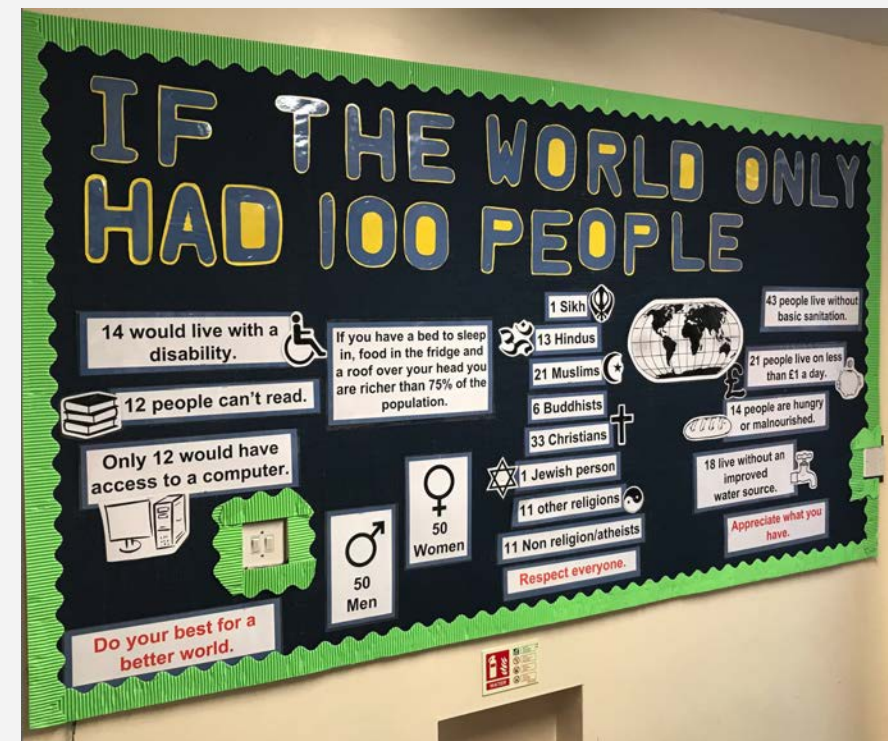 IF THE WORLD ONLY
HAD 100 PEOPLE
14 would live with a
disability.
12 people can't read.
Only 12 would have
access to a computer.
Do your best for a
better world.
If you have a bed to sleep
in, food in the fridge and
a roof over your head you
are richer than 75% of the
population.
50
Men
50
Women
1 Sikh
13 Hindus
21 Muslims
6 Buddhists
33 Christians
1 Jewish person
11 other religions
11 Non religion/atheists
Respect everyone.
43 people live without
basic sanitation.
21 people live on less
than £1 a day.
£
14 people are hungry
or malnourished.
18 live without an
improved
water source.
Appreciate what you
have.